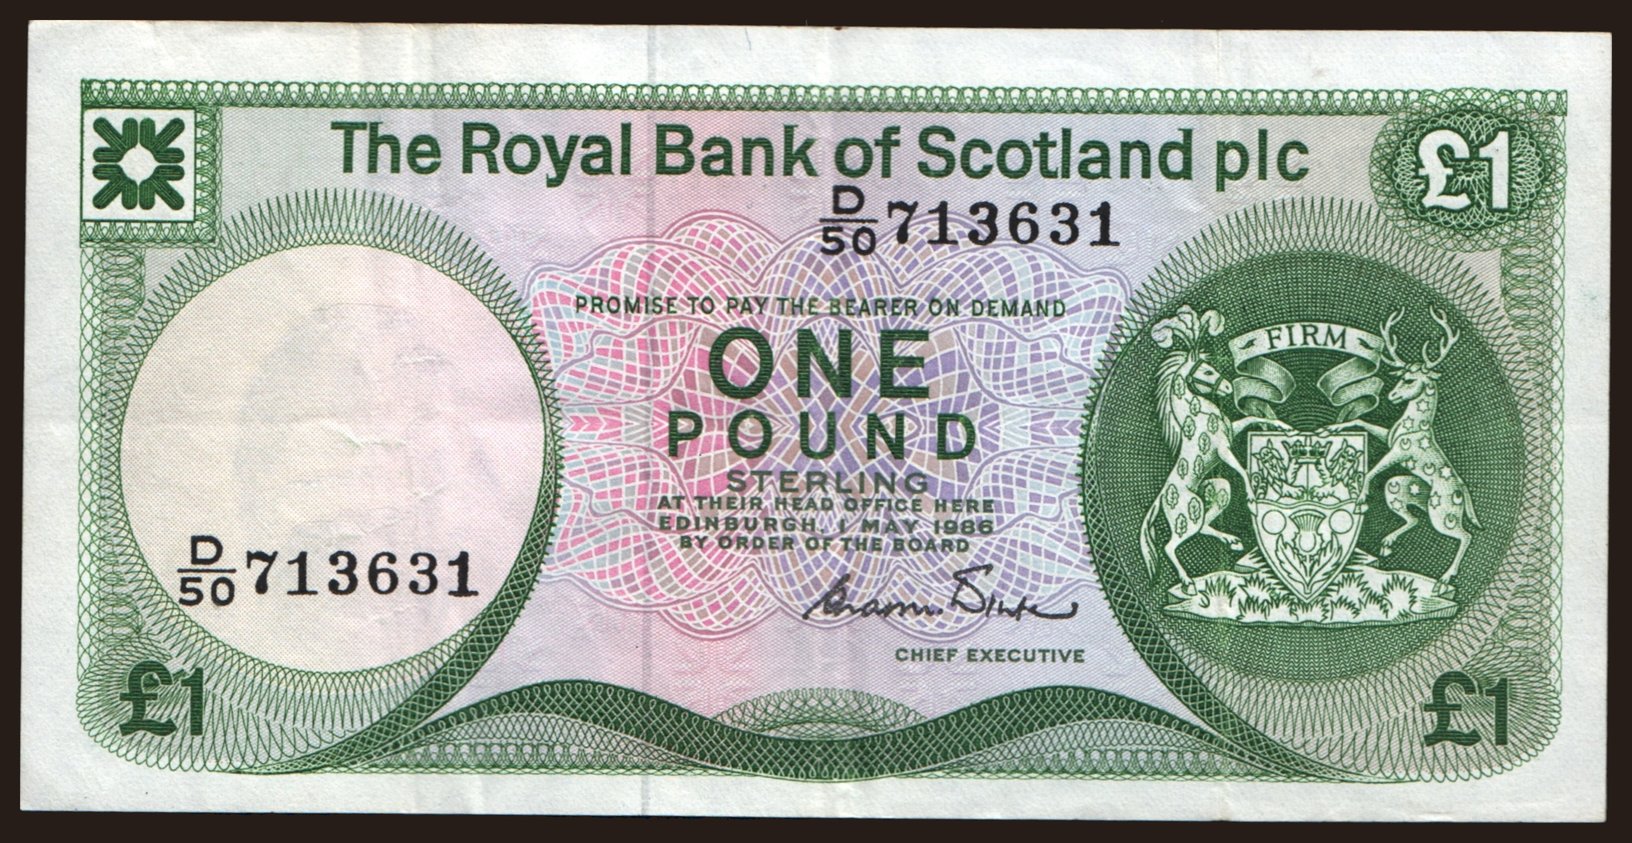 The Royal Bank of Scotland plc
£1
D/50 713631
PROMISE TO PAY THE BEARER ON DEMAND
ONE
POUND
STERLING
AT THEIR HEAD OFFICE HERE
EDINBURGH, 1 MAY 1986
BY ORDER OF THE BOARD
CHIEF EXECUTIVE
FIRM
D/50 713631
£1
£1